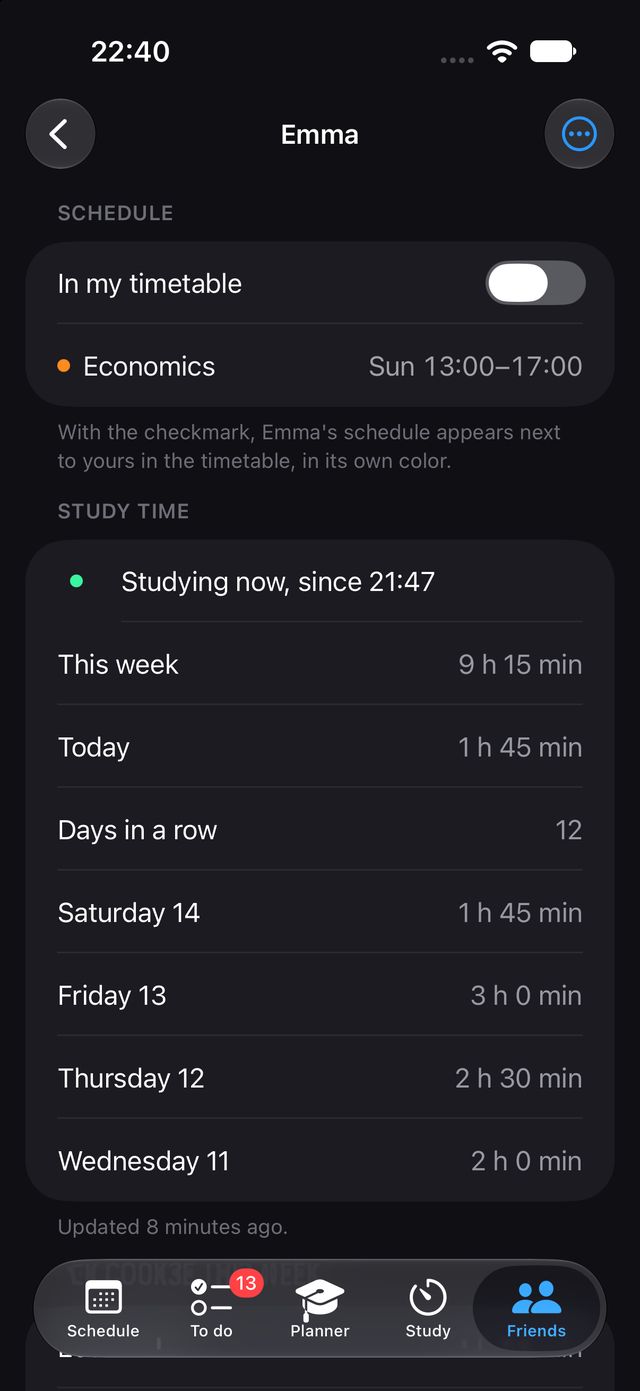 22:40
Emma
SCHEDULE
In my timetable
Economics Sun 13:00–17:00
With the checkmark, Emma's schedule appears next
to yours in the timetable, in its own color.
STUDY TIME
Studying now, since 21:47
This week 9 h 15 min
Today 1 h 45 min
Days in a row 12
Saturday 14 1 h 45 min
Friday 13 3 h 0 min
Thursday 12 2 h 30 min
Wednesday 11 2 h 0 min
Updated 8 minutes ago.
13
Schedule To do Planner Study Friends